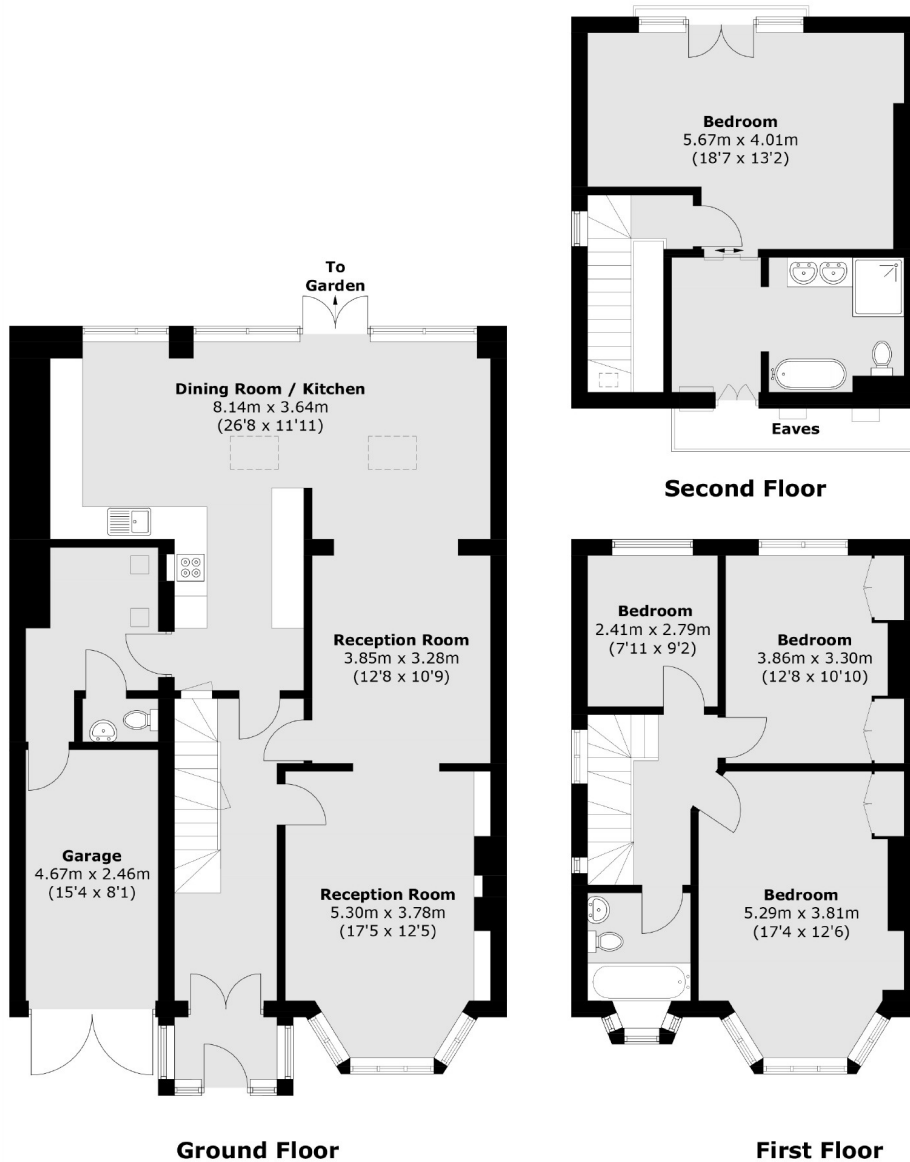 Bedroom
5.67m x 4.01m
(18'7 x 13'2)
Eaves
Second Floor
To
Garden
Dining Room / Kitchen
8.14m x 3.64m
(26'8 x 11'11)
Reception Room
3.85m x 3.28m
(12'8 x 10'9)
Garage
4.67m x 2.46m
(15'4 x 8'1)
Reception Room
5.30m x 3.78m
(17'5 x 12'5)
Ground Floor
Bedroom
2.41m x 2.79m
(7'11 x 9'2)
Bedroom
3.86m x 3.30m
(12'8 x 10'10)
Bedroom
5.29m x 3.81m
(17'4 x 12'6)
First Floor